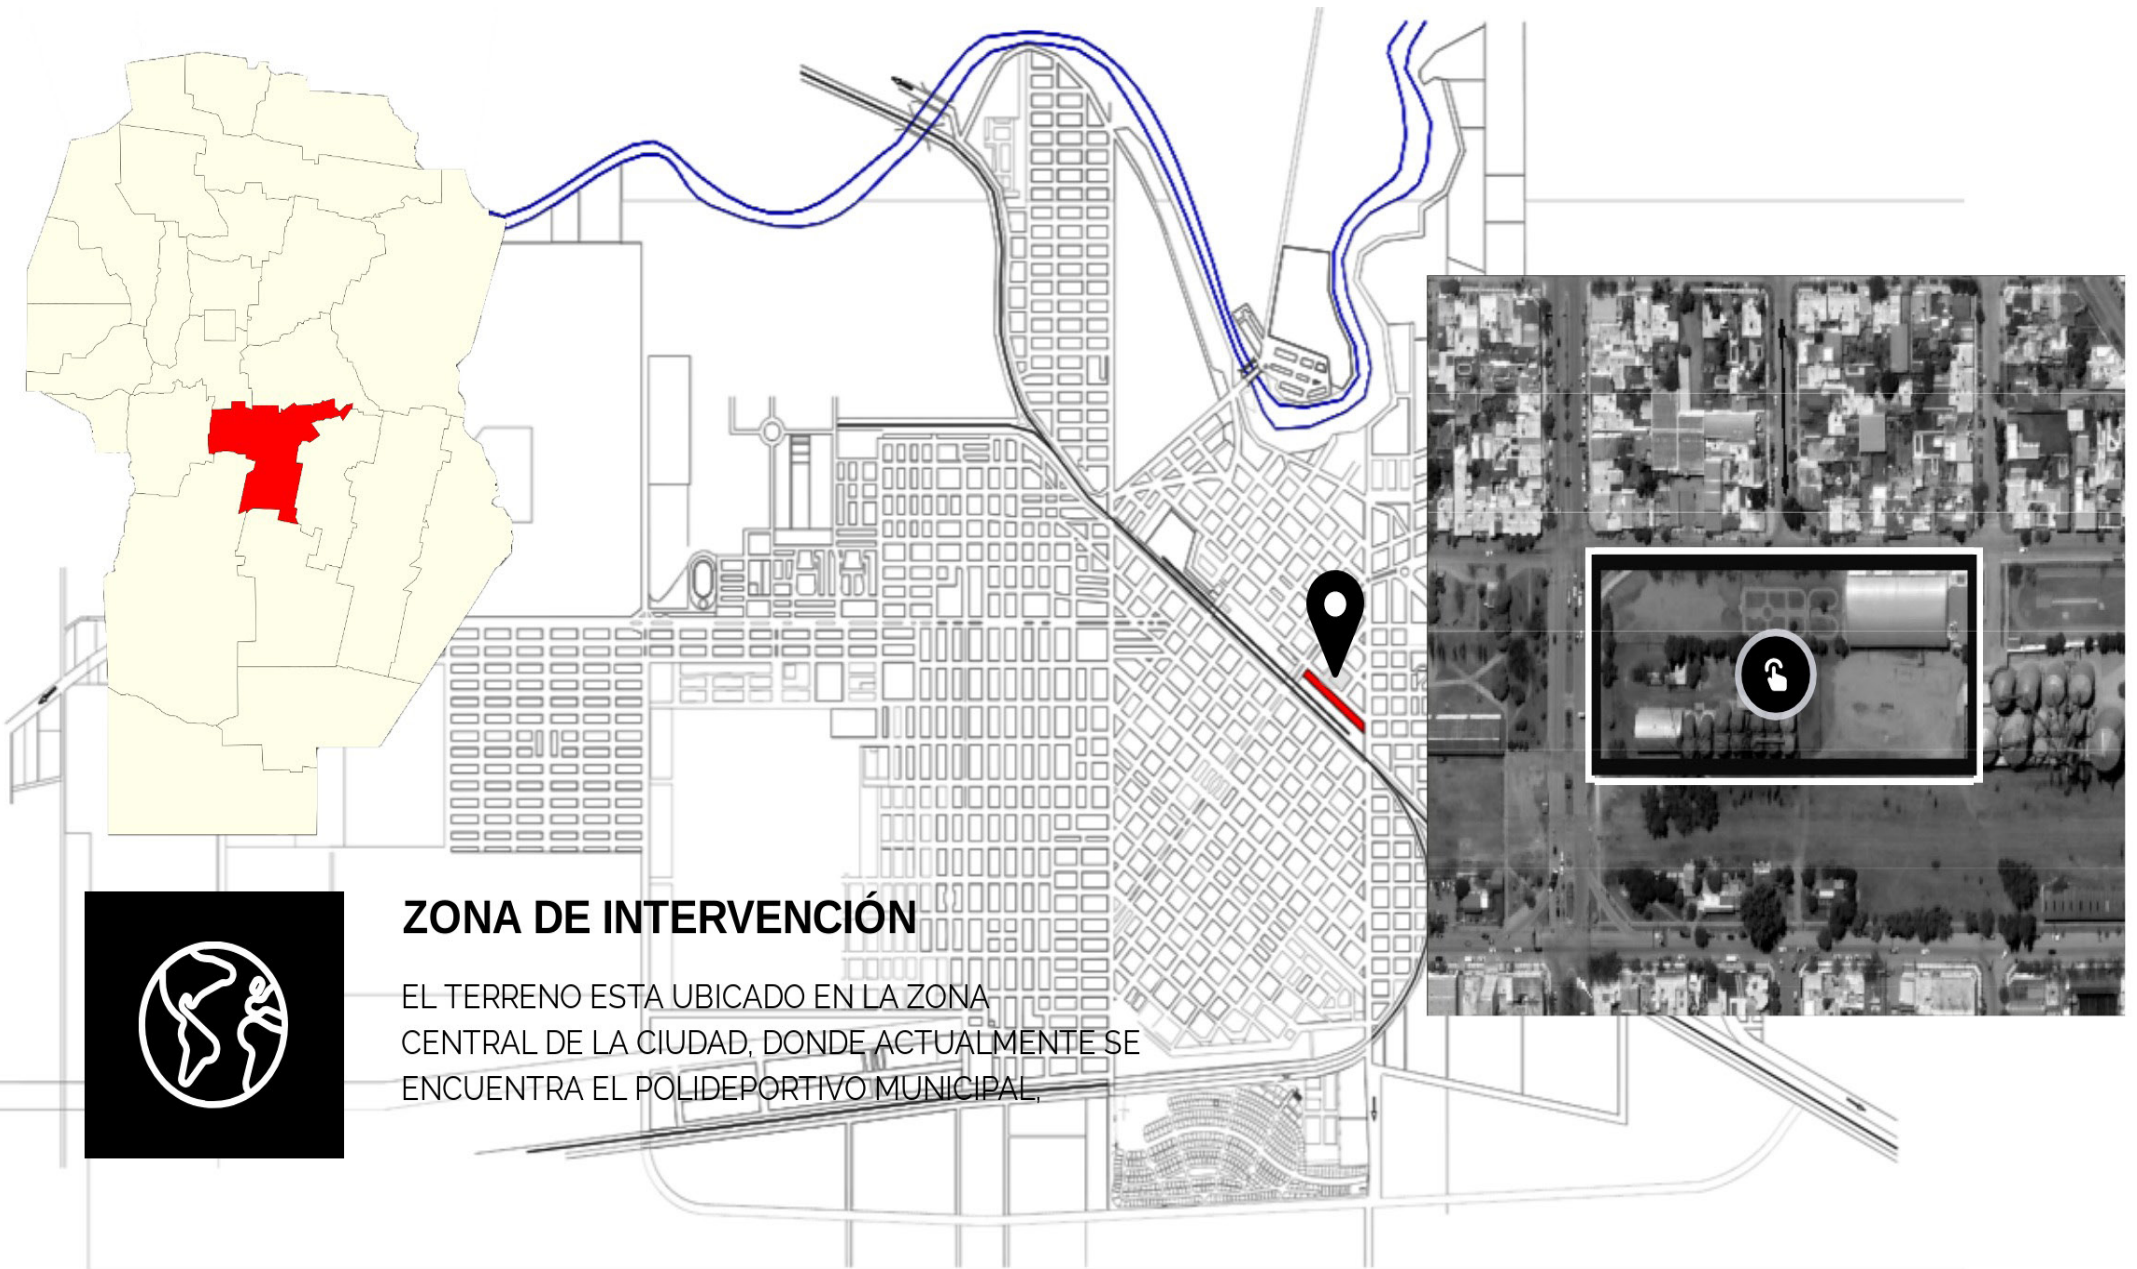 ZONA DE INTERVENCIÓN
EL TERRENO ESTA UBICADO EN LA ZONA
CENTRAL DE LA CIUDAD, DONDE ACTUALMENTE SE
ENCUENTRA EL POLIDEPORTIVO MUNICIPAL,